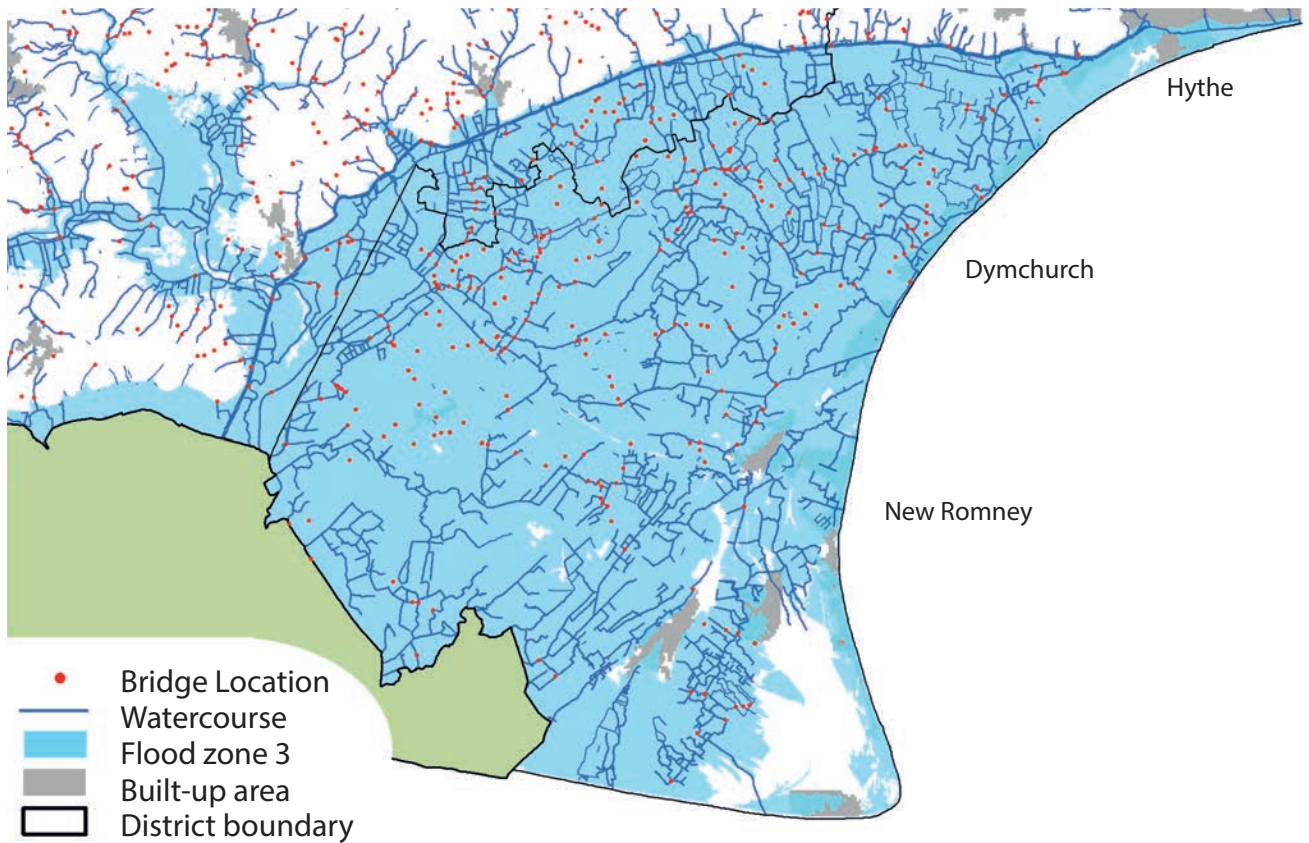 Hythe
Dymchurch
New Romney
Bridge Location
Watercourse
Flood zone 3
Built-up area
District boundary